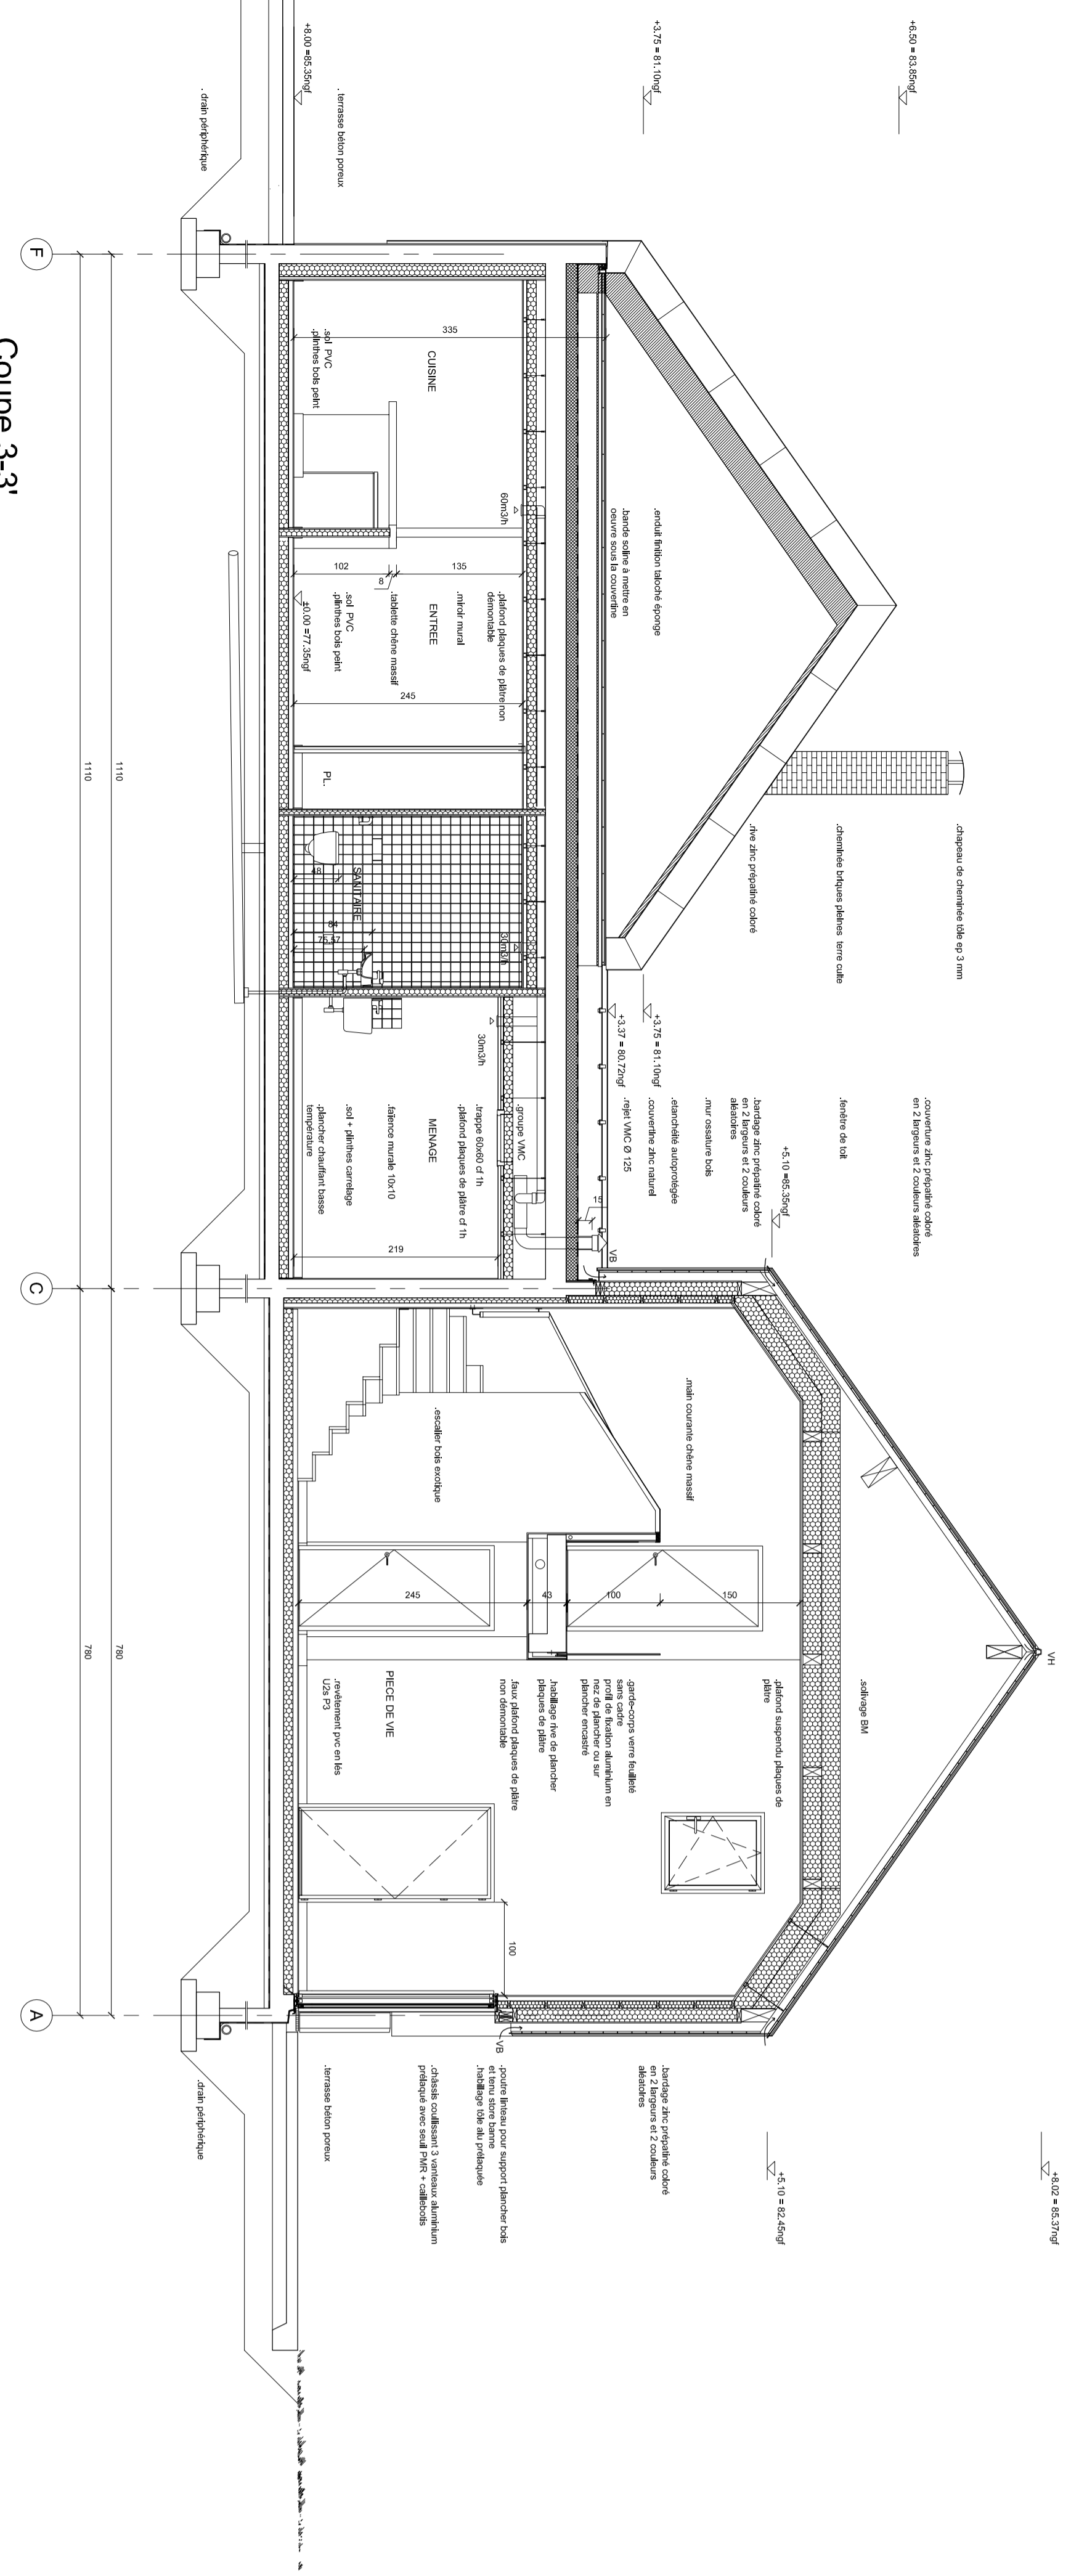 +6.50 = 83.85ngf
+3.75 = 81.10ngf
+8.00 =85.35ngf
. terrasse béton poreux
. drain périphérique
F
335
CUISINE
.sol PVC
.plinthes bois peint
60m3/h
102
8
135
.enduit finition taloché éponge
.bande soline à mettre en
oeuvre sous la couvertine
.plafond plaques de plâtre non
démontable
.miroir mural
ENTREE
.tablette chêne massif
.sol PVC
.plinthes bois peint
±0.00 =77.35ngf
245
PL.
.chapeau de cheminée tôle ep 3 mm
.cheminée briques pleines terre cuite
.rive zinc prépatiné coloré
48
SANITAIRE
84
75,57
30m3/h
+3.75 = 81.10ngf
+3.37 = 80.72ngf
30m3/h
.couverture zinc prépatiné coloré
en 2 largeurs et 2 couleurs aléatoires
.fenêtre de toit
+5.10 =85.35ngf
.bardage zinc prépatiné coloré
en 2 largeurs et 2 couleurs
aléatoires
.mur ossature bois
.etanchéité autoprotégée
.couvertine zinc naturel
.rejet VMC Ø 125
.groupe VMC
.trappe 60x60 cf 1h
.plafond plaques de plâtre cf 1h
MENAGE
.faïence murale 10x10
.sol + plinthes carrelage
.plancher chauffant basse
température
15
VB
219
C
1110
1110
.main courante chêne massif
.escalier bois exotique
245
43
100
150
VH
.solivage BM
.plafond suspendu plaques de
plâtre
.garde-corps verre feuilleté
sans cadre
profil de fixation aluminium en
nez de plancher ou sur
plancher encastré
.habillage rive de plancher
plaques de plâtre
.faux plafond plaques de plâtre
non démontable
PIECE DE VIE
.revêtement pvc en lés
U2s P3
100
780
780
VB
A
+8.02 = 85.37ngf
+5.10 = 82.45ngf
.bardage zinc prépatiné coloré
en 2 largeurs et 2 couleurs
aléatoires
.poutre linteau pour support plancher bois
et tenu store banne
.habillage tôle alu prélaquée
.châssis coulissant 3 vanteaux aluminium
prélaqué avec seuil PMR + caillebotis
.terrasse béton poreux
.drain périphérique
Coupe 3-3'